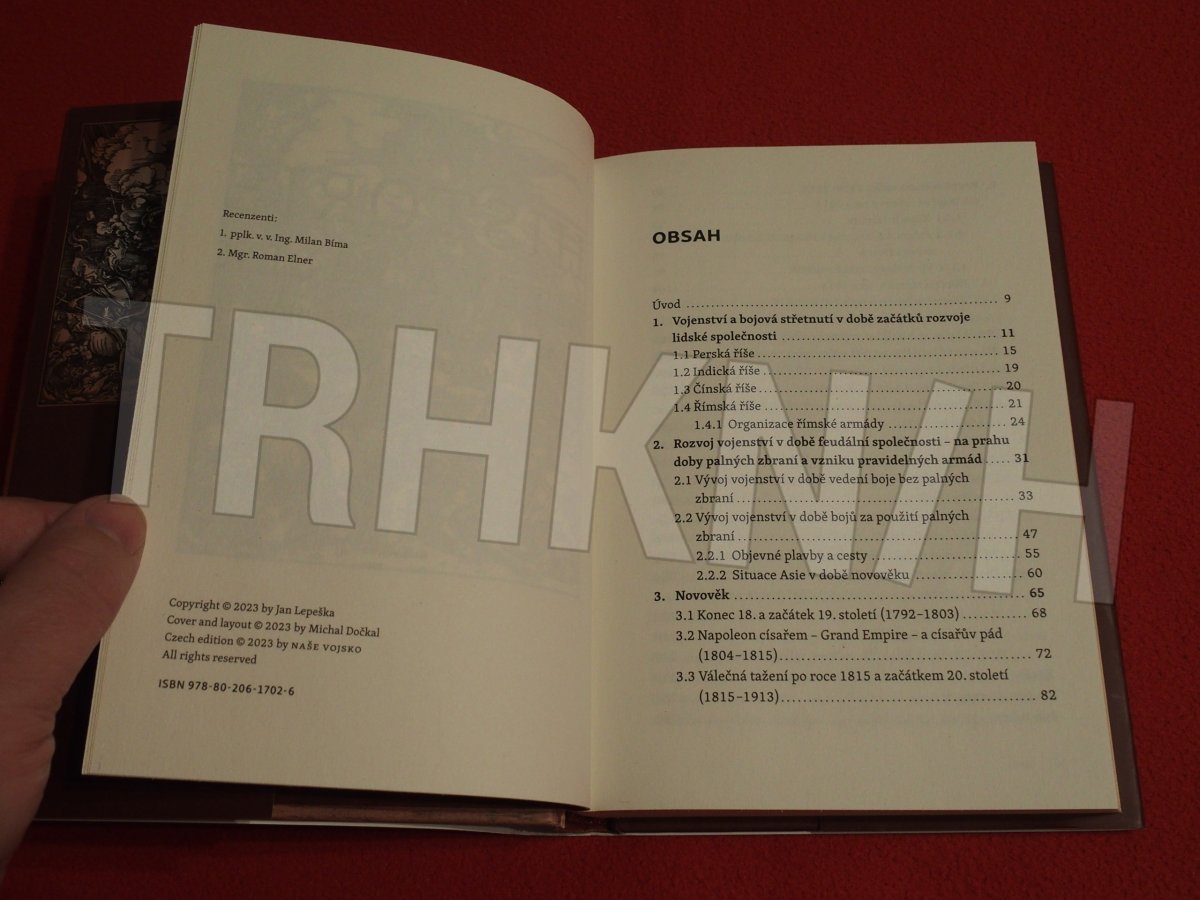 Recenzenti:
1. pplk. v. v. Ing. Milan Bíma
2. Mgr. Roman Elner
Copyright © 2023 by Jan Lepeška
Cover and layout © 2023 by Michal Dočkal
Czech edition © 2023 by NAŠE VOJSKO
All rights reserved
ISBN 978-80-206-1702-6
OBSAH
Úvod ........ 9
1. Vojenství a bojová střetnutí v době začátků rozvoje
lidské společnosti ........ 11
1.1 Perská říše ........ 15
1.2 Indická říše ........ 19
1.3 Čínská říše ........ 20
1.4 Římská říše ........ 21
1.4.1 Organizace římské armády ........ 24
2. Rozvoj vojenství v době feudální společnosti – na prahu
doby palných zbraní a vzniku pravidelných armád ..... 31
2.1 Vývoj vojenství v době vedení boje bez palných
zbraní ........ 33
2.2 Vývoj vojenství v době bojů za použití palných
zbraní ........ 47
2.2.1 Objevné plavby a cesty ........ 55
2.2.2 Situace Asie v době novověku ........ 60
3. Novověk ........ 65
3.1 Konec 18. a začátek 19. století (1792–1803) ........ 68
3.2 Napoleon císařem – Grand Empire – a císařův pád
(1804–1815) ........ 72
3.3 Válečná tažení po roce 1815 a začátkem 20. století
(1815–1913) ........ 82
TRHKNIH